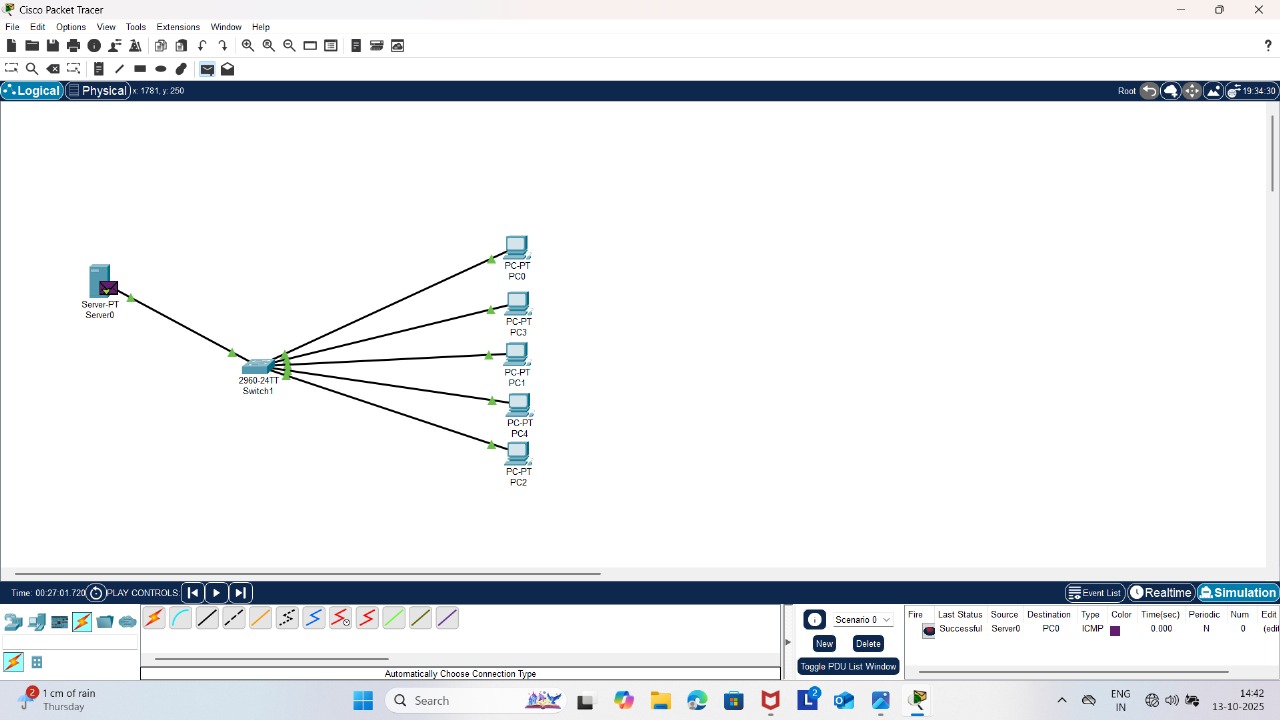 Cisco Packet Tracer
File Edit Options View Tools Extensions Window Help
?
Logical Physical x: 1781, y: 250 Root 19:34:30
PC-PT
PC0
Server-PT
Server0
PC-PT
PC3
2960-24TT
Switch1
PC-PT
PC1
PC-PT
PC4
PC-PT
PC2
Time: 00:27:01.720 PLAY CONTROLS: Event List Realtime Simulation
Scenario 0
New Delete
Toggle PDU List Window
Fire Last Status Source Destination Type Color Time(sec) Periodic Num Edit
Successful Server0 PC0 ICMP 0.000 N 0 (edi
Automatically Choose Connection Type
2 1 cm of rain
Thursday
Search
L 2
ENG
IN
14:42
13-10-2025